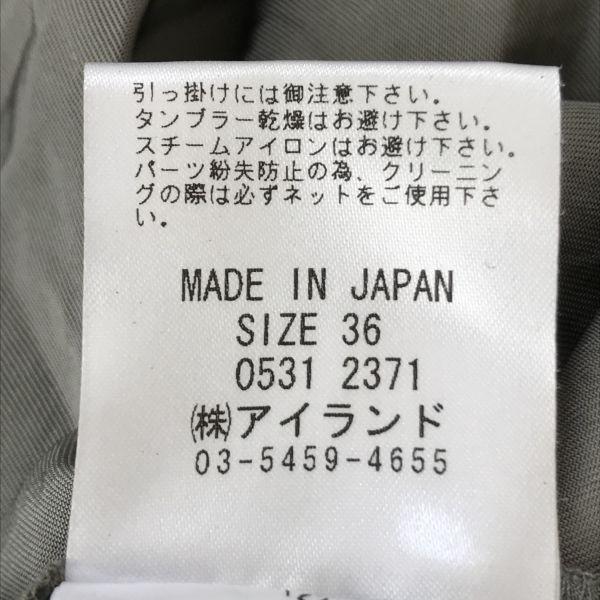 引っ掛けには御注意下さい。
タンブラー乾燥はお避け下さい。
スチームアイロンはお避け下さい。
パーツ紛失防止の為、クリーニン
グの際は必ずネットをご使用下さ
い。
MADE IN JAPAN
SIZE 36
0531 2371
㈱アイランド
03-5459-4655